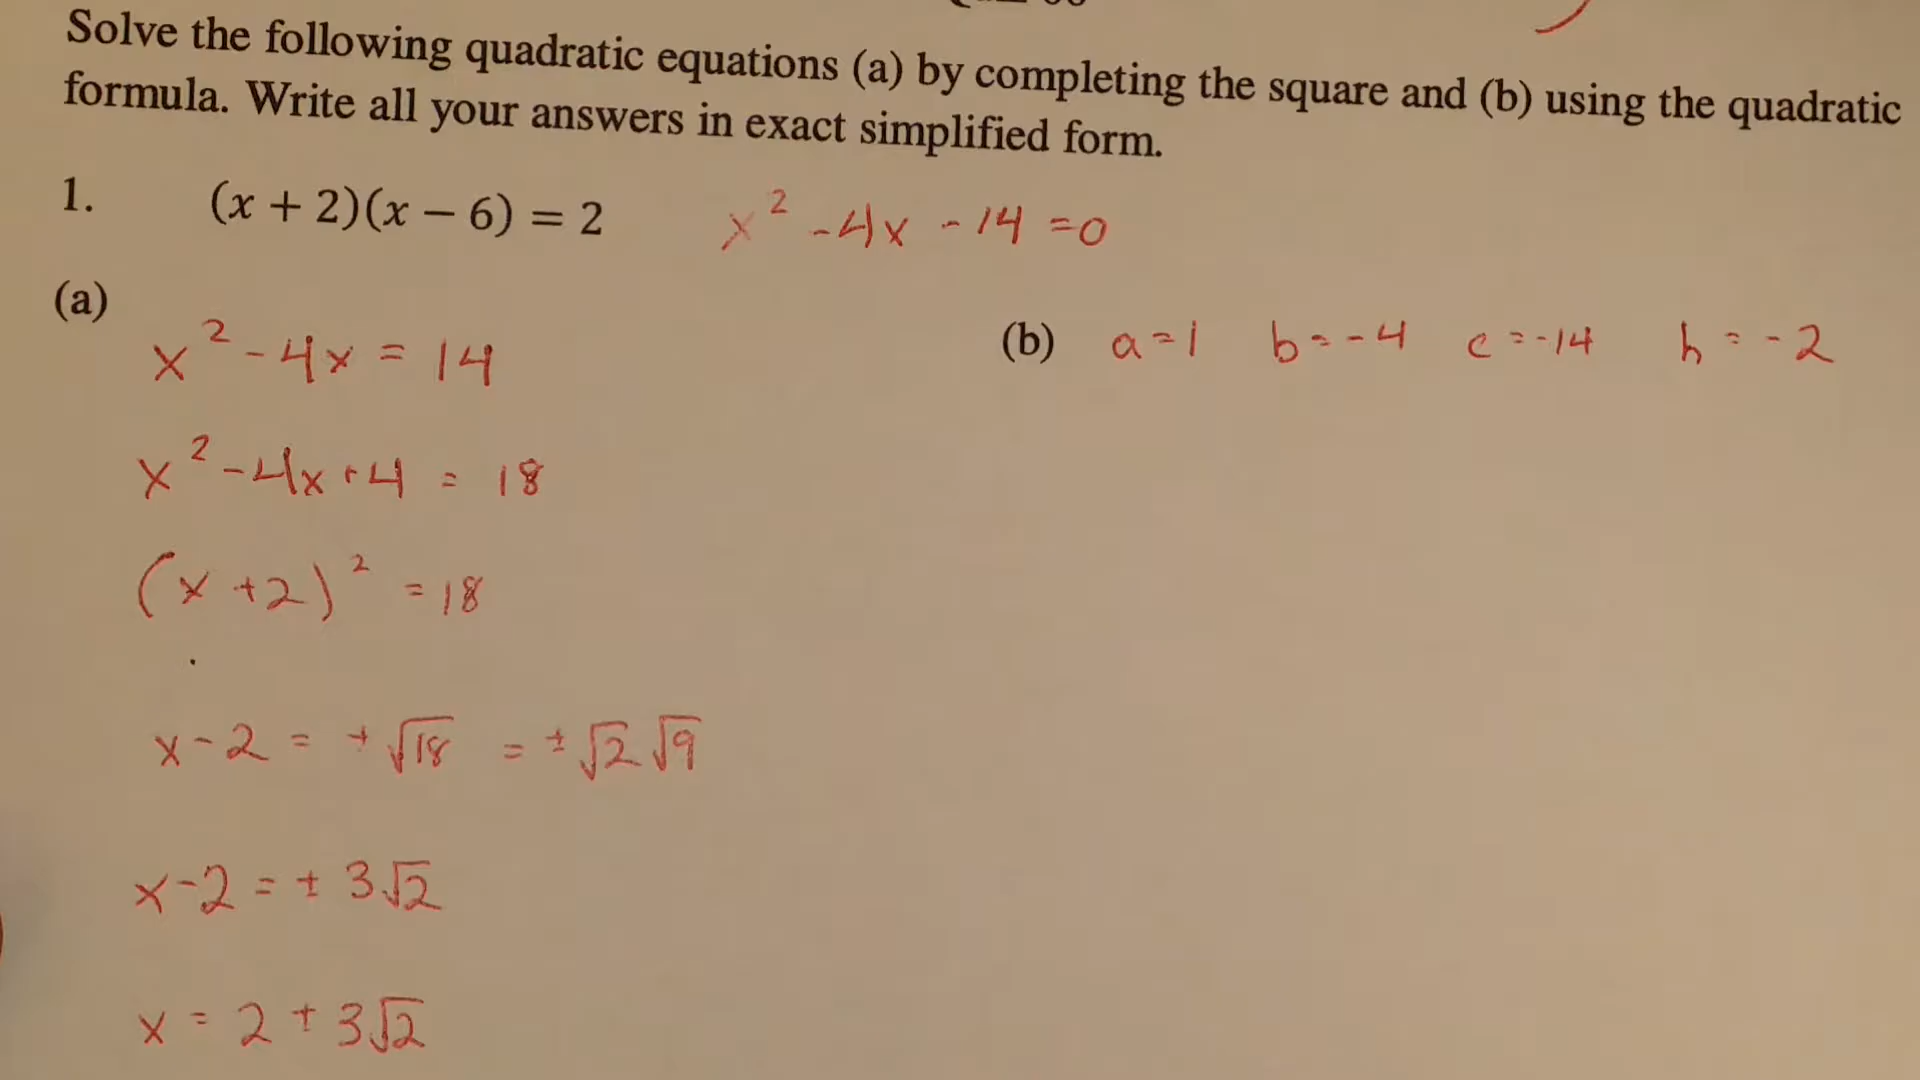 Solve the following quadratic equations (a) by completing the square and (b) using the quadratic
formula. Write all your answers in exact simplified form.
1. (x + 2)(x − 6) = 2 x² - 4x - 14 = 0
(a)
(b) a = 1 b = -4 c = -14 h = -2
x² - 4x = 14
x² - 4x + 4 = 18
(x + 2)² = 18
x - 2 = ± √18 = ± √2 √9
x - 2 = ± 3√2
x = 2 ± 3√2